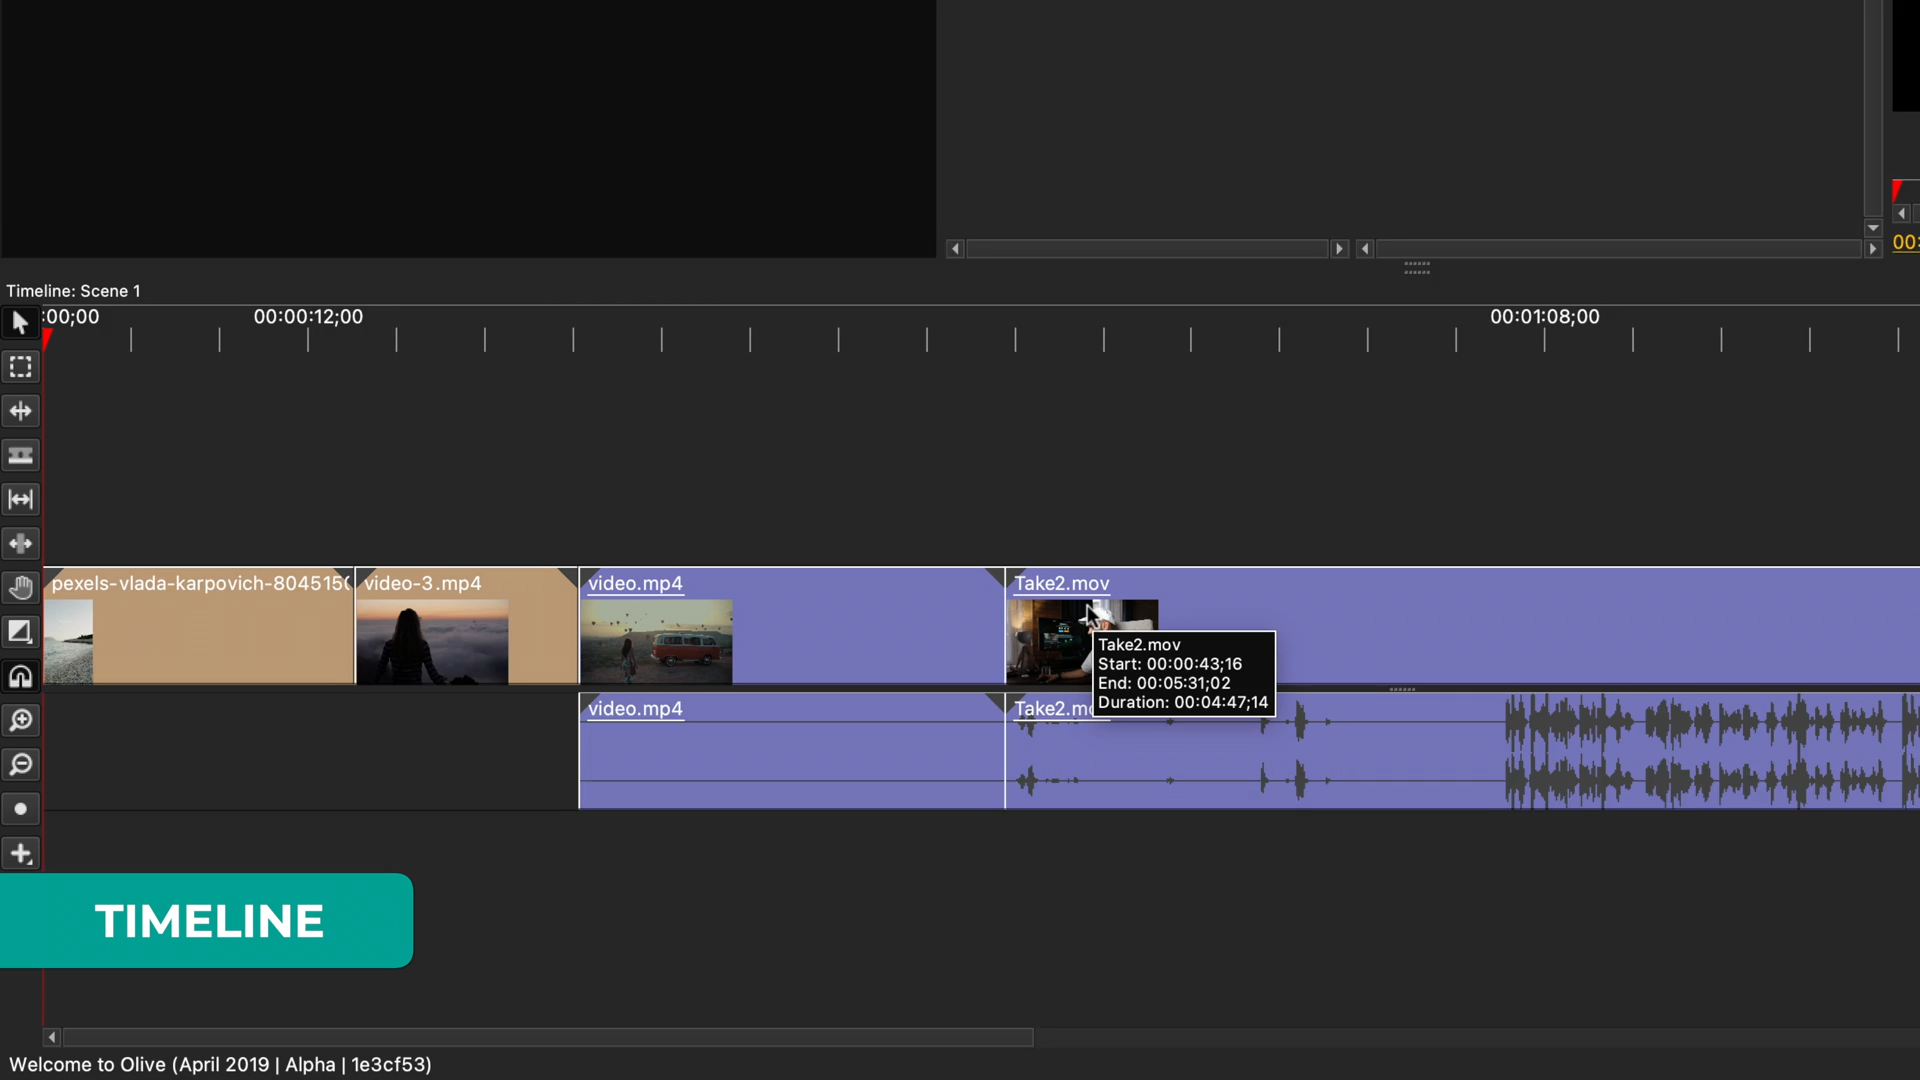 00:
Timeline: Scene 1
:00;00 00:00:12;00 00:01:08;00
pexels-vlada-karpovich-804515( video-3.mp4 video.mp4 Take2.mov
Take2.mov
Start: 00:00:43;16
End: 00:05:31;02
Duration: 00:04:47;14
video.mp4 Take2.mo
TIMELINE
Welcome to Olive (April 2019 | Alpha | 1e3cf53)